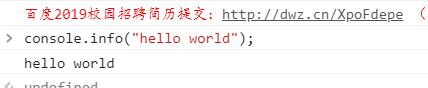 百度2019校园招聘简历提交：http://dwz.cn/XpoFdepe （
> console.info("hello world");
hello world
undefined